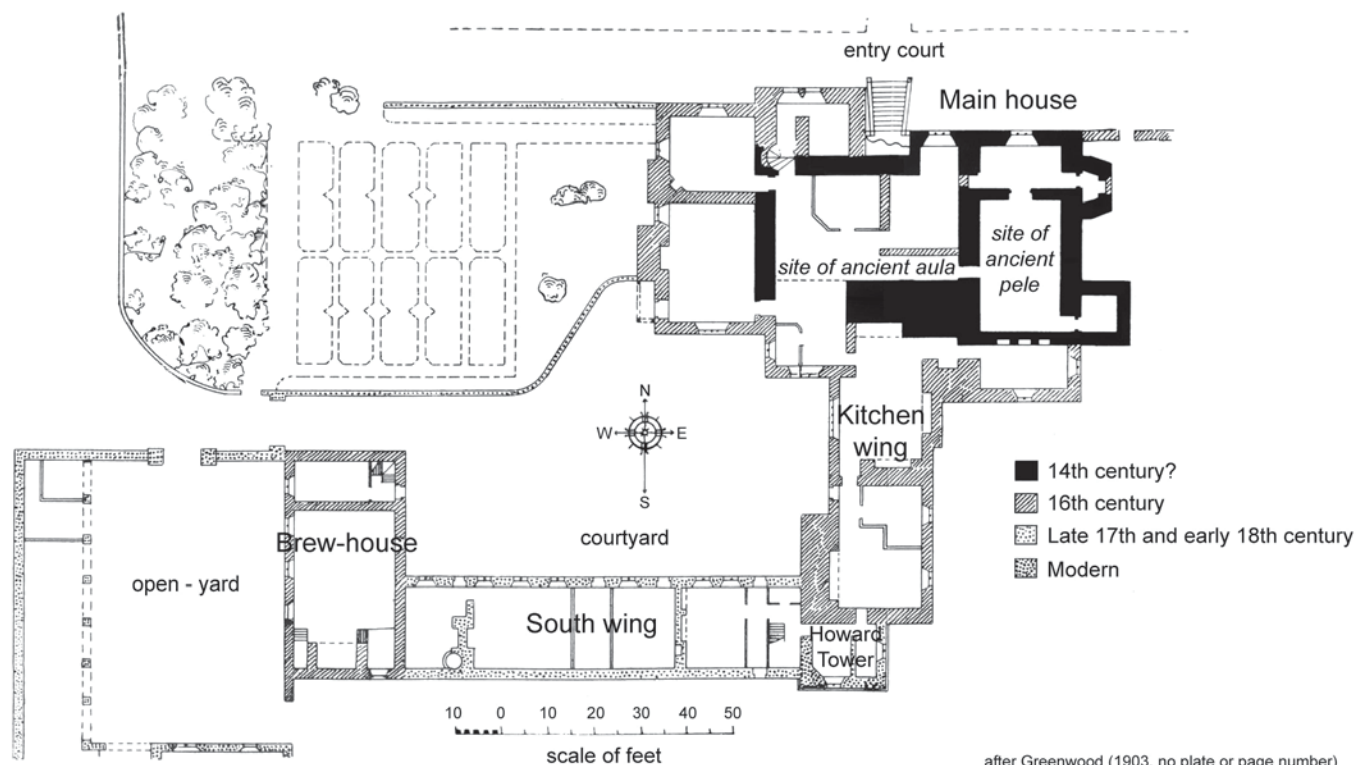 entry court
Main house
site of
ancient
pele
site of ancient aula
N
W E
S
Kitchen
wing
14th century?
16th century
Late 17th and early 18th century
Modern
Brew-house
courtyard
open - yard
South wing
Howard
Tower
10 0 10 20 30 40 50
scale of feet
after Greenwood (1903, no plate or page number)